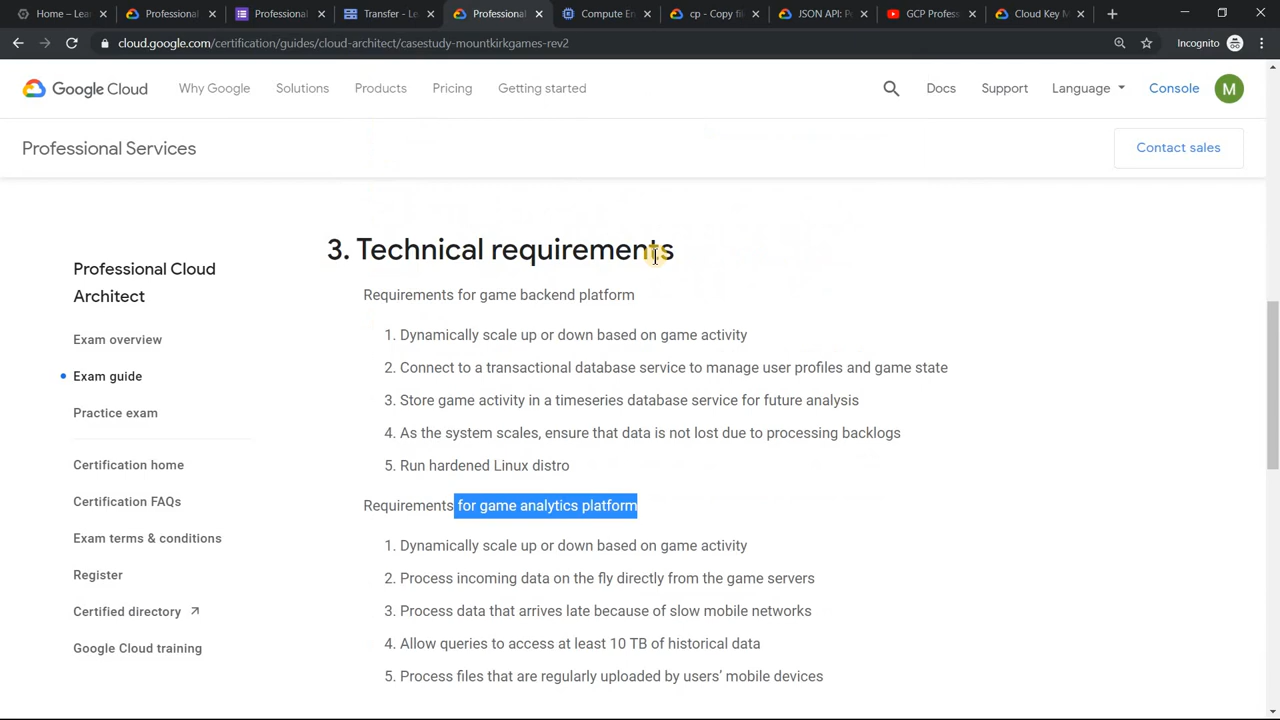 Home – Lea
Professional
Professional
Transfer – Le
Professional
Compute En
cp - Copy fil
JSON API: Po
GCP Profess
Cloud Key M
cloud.google.com/certification/guides/cloud-architect/casestudy-mountkirkgames-rev2
Incognito
Google Cloud
Why Google
Solutions
Products
Pricing
Getting started
Docs
Support
Language
Console
M
Professional Services
Contact sales
Professional Cloud
Architect
Exam overview
Exam guide
Practice exam
Certification home
Certification FAQs
Exam terms & conditions
Register
Certified directory
Google Cloud training
3. Technical requirements
Requirements for game backend platform
1. Dynamically scale up or down based on game activity
2. Connect to a transactional database service to manage user profiles and game state
3. Store game activity in a timeseries database service for future analysis
4. As the system scales, ensure that data is not lost due to processing backlogs
5. Run hardened Linux distro
Requirements for game analytics platform
1. Dynamically scale up or down based on game activity
2. Process incoming data on the fly directly from the game servers
3. Process data that arrives late because of slow mobile networks
4. Allow queries to access at least 10 TB of historical data
5. Process files that are regularly uploaded by users’ mobile devices